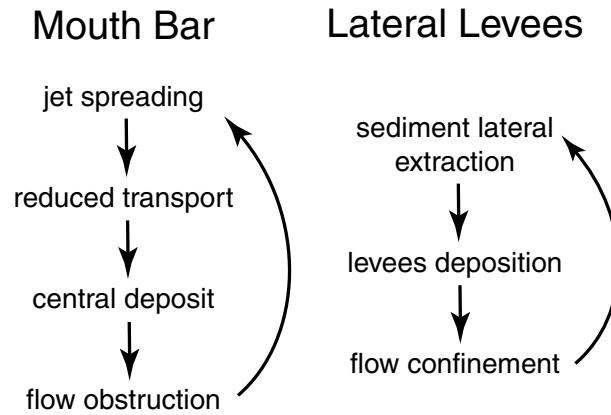 Mouth Bar
jet spreading
reduced transport
central deposit
flow obstruction
Lateral Levees
sediment lateral
extraction
levees deposition
flow confinement